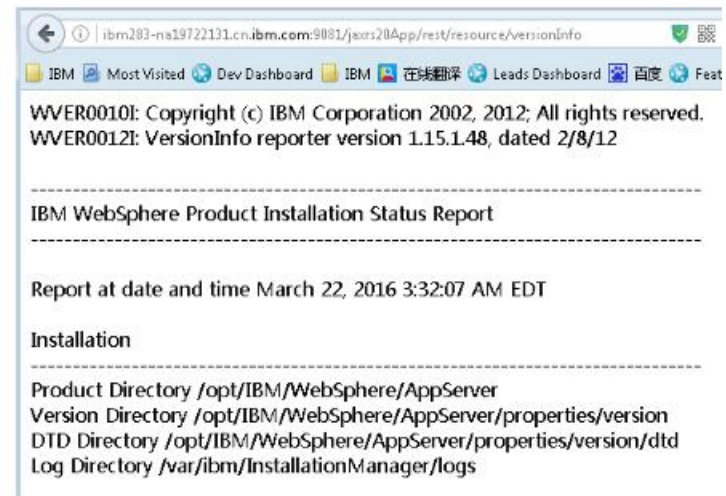 ibm283-na19722131.cn.ibm.com:9081/jaxrs20App/rest/resource/versionInfo
IBM Most Visited Dev Dashboard IBM 在线翻译 Leads Dashboard 百度 Feat
WVER0010I: Copyright (c) IBM Corporation 2002, 2012; All rights reserved.
WVER0012I: VersionInfo reporter version 1.15.1.48, dated 2/8/12
--------------------------------------------------------------------------------
IBM WebSphere Product Installation Status Report
--------------------------------------------------------------------------------
Report at date and time March 22, 2016 3:32:07 AM EDT
Installation
--------------------------------------------------------------------------------
Product Directory /opt/IBM/WebSphere/AppServer
Version Directory /opt/IBM/WebSphere/AppServer/properties/version
DTD Directory /opt/IBM/WebSphere/AppServer/properties/version/dtd
Log Directory /var/ibm/InstallationManager/logs